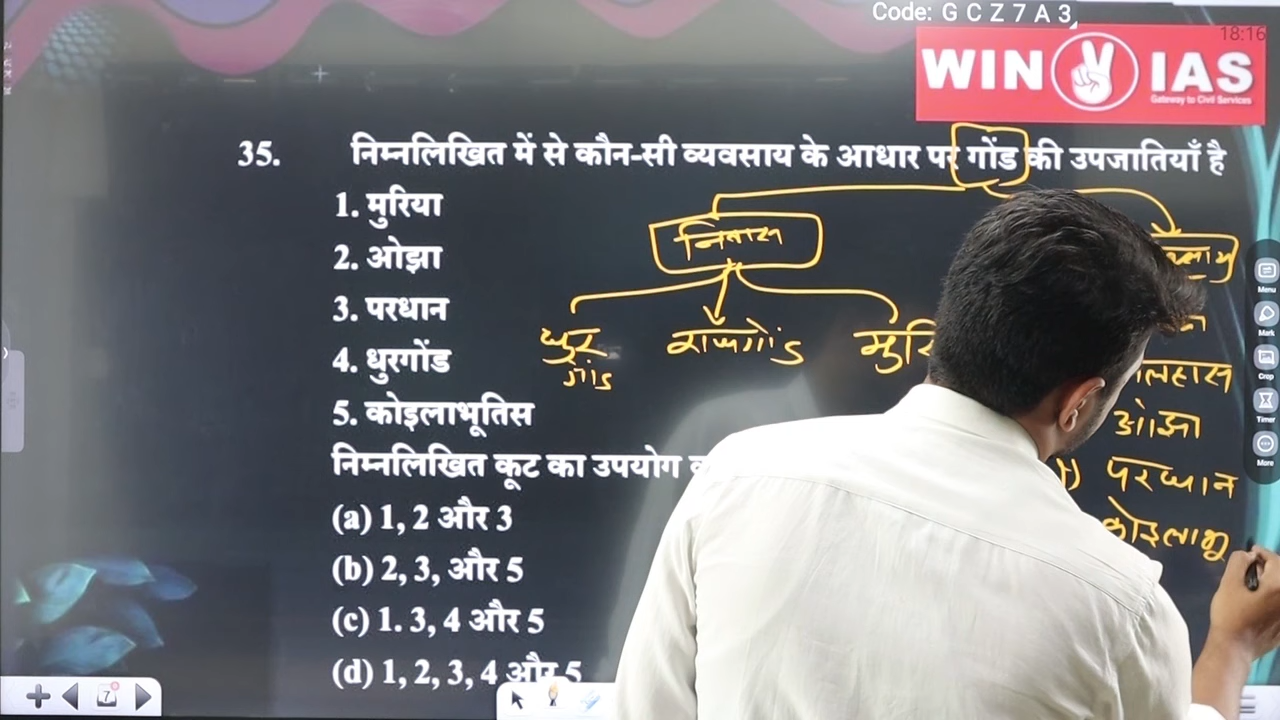 Code: G C Z 7 A 3
18:16
WIN IAS
Gateway to Civil Services
35. निम्नलिखित में से कौन-सी व्यवसाय के आधार पर गोंड की उपजातियाँ है
1. मुरिया
2. ओझा
3. परधान
4. धुरगोंड
5. कोइलाभूतिस
निम्नलिखित कूट का उपयोग
(a) 1, 2 और 3
(b) 2, 3, और 5
(c) 1. 3, 4 और 5
(d) 1, 2, 3, 4 और 5
निवास
धुर गोंड
राजगोंड
मुरि
ओझा
परधान
कोइलाभू
Menu
Mark
Crop
Timer
More
7